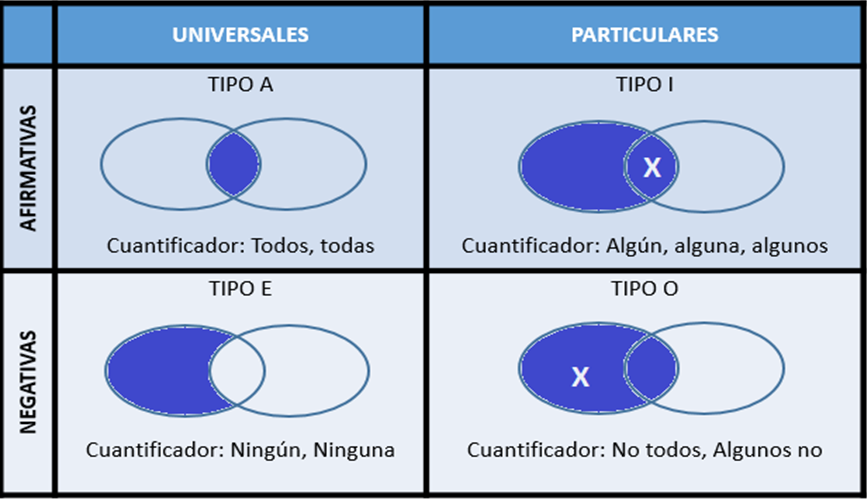 UNIVERSALES
PARTICULARES
AFIRMATIVAS
TIPO A
Cuantificador: Todos, todas
TIPO I
X
Cuantificador: Algún, alguna, algunos
NEGATIVAS
TIPO E
Cuantificador: Ningún, Ninguna
TIPO O
X
Cuantificador: No todos, Algunos no